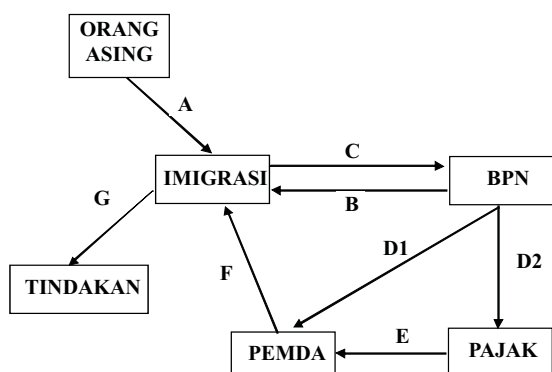 ORANG
ASING
A
IMIGRASI
C
B
BPN
G
F
D1
D2
TINDAKAN
PEMDA
E
PAJAK